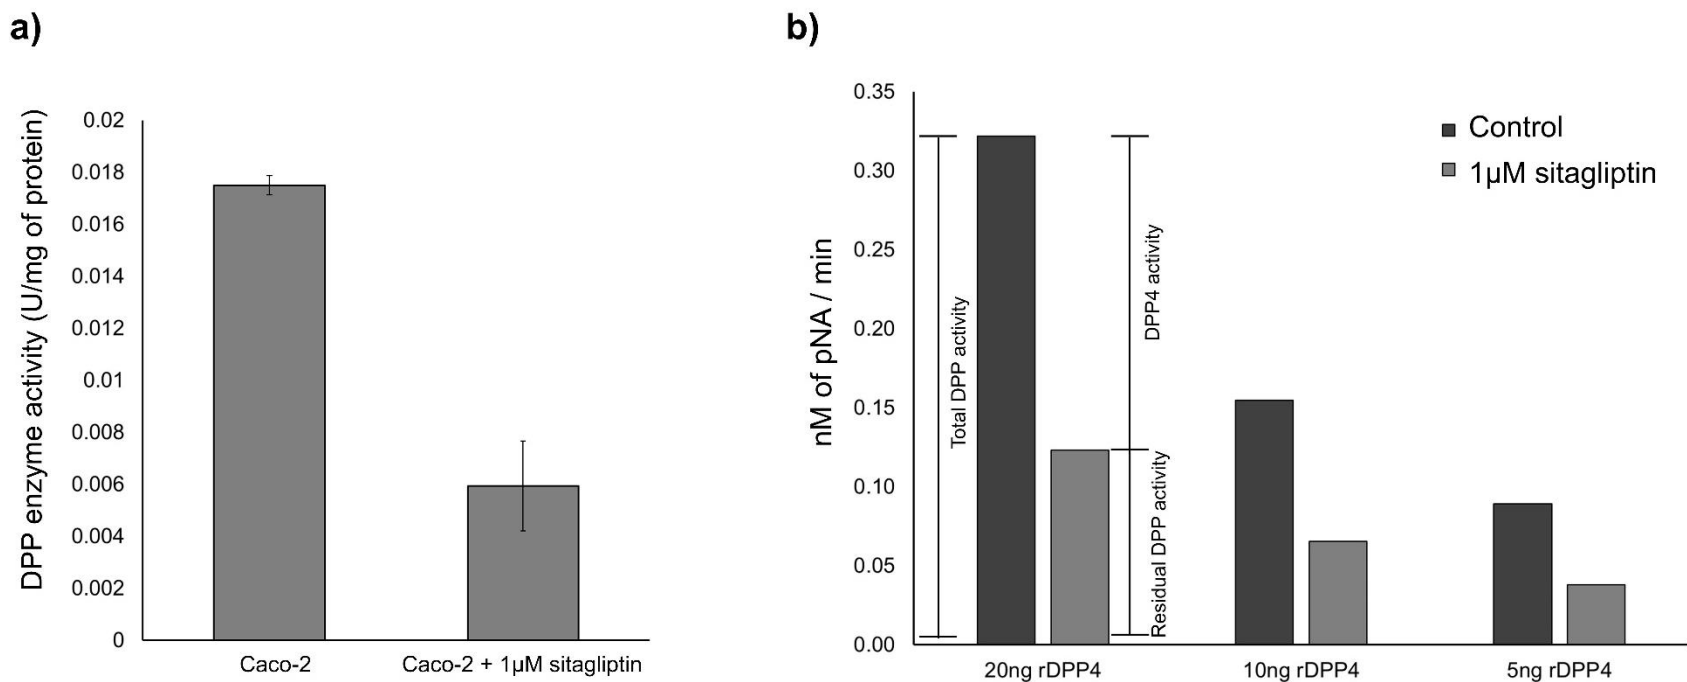 a)
DPP enzyme activity (U/mg of protein)
0.02
0.018
0.016
0.014
0.012
0.01
0.008
0.006
0.004
0.002
0
Caco-2
Caco-2 + 1µM sitagliptin
b)
nM of pNA / min
0.35
0.30
0.25
0.20
0.15
0.10
0.05
0.00
Total DPP activity
DPP4 activity
Residual DPP activity
Control
1µM sitagliptin
20ng rDPP4
10ng rDPP4
5ng rDPP4